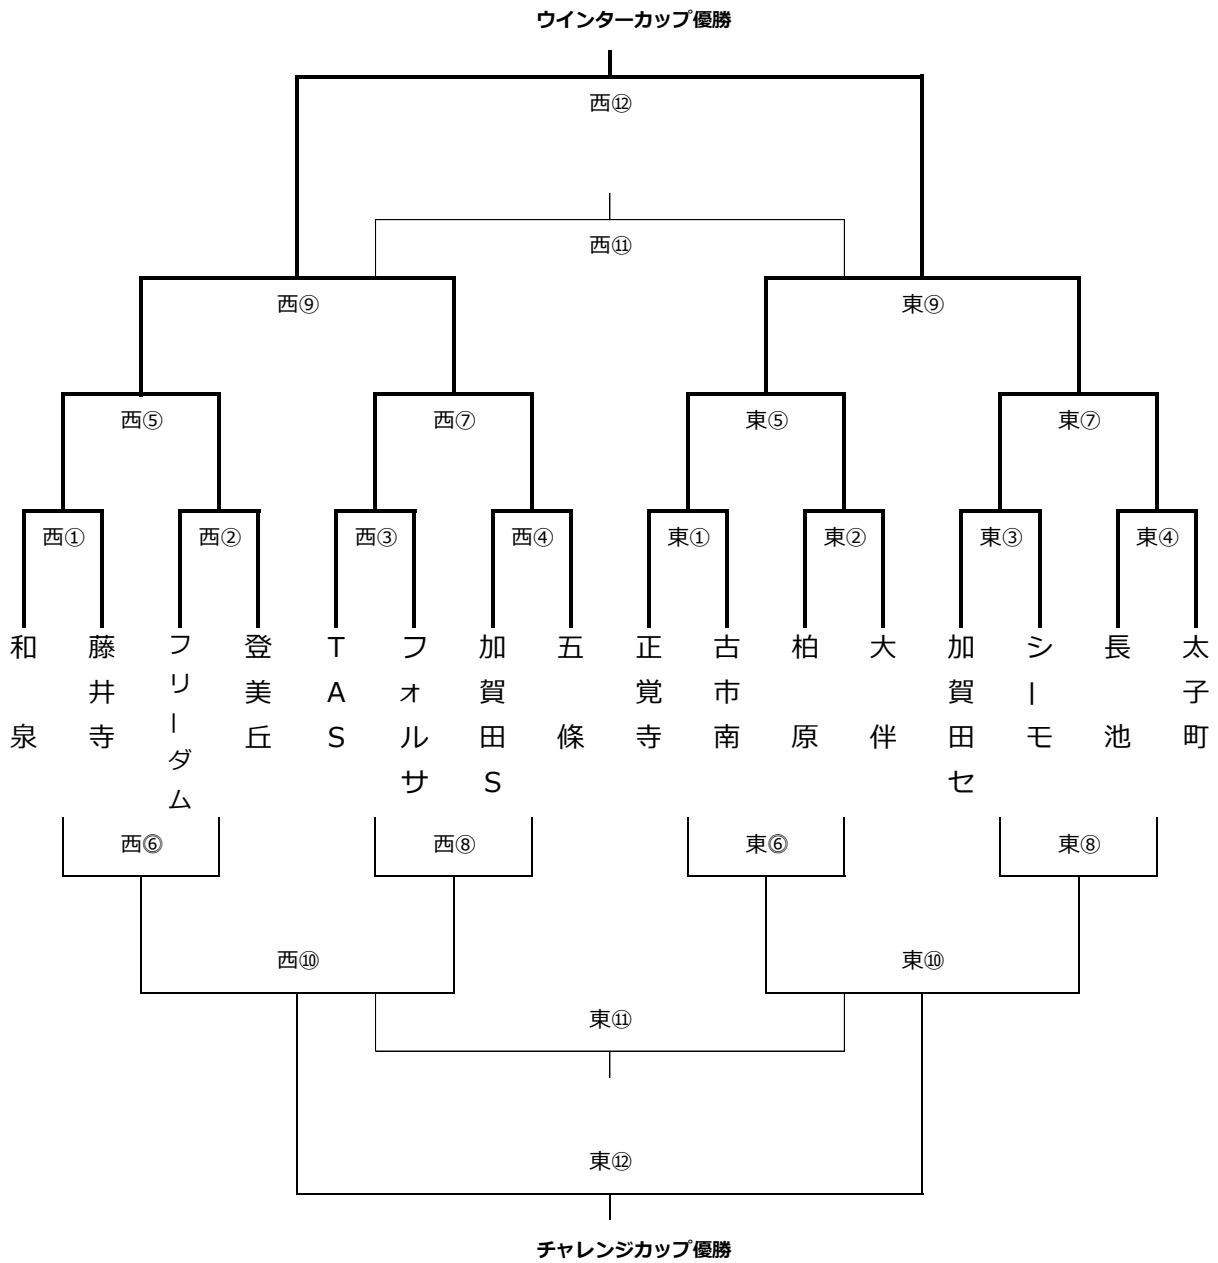 ウインターカップ優勝
西⑫
西⑪
西⑨ 東⑨
西⑤ 西⑦ 東⑤ 東⑦
西① 西② 西③ 西④ 東① 東② 東③ 東④
和泉
藤井寺
フリーダム
登美丘
TAS
フォルサ
加賀田S
五條
正覚寺
古市南
柏原
大伴
加賀田セ
シーモ
長池
太子町
西⑥ 西⑧ 東⑥ 東⑧
西⑩ 東⑩
東⑪
東⑫
チャレンジカップ優勝